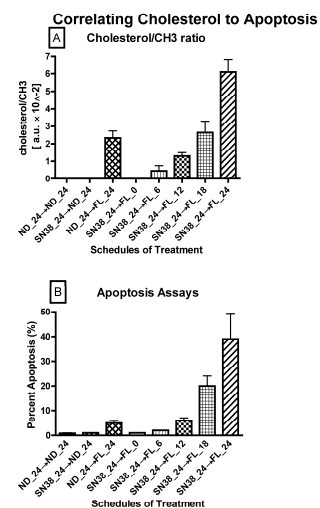 Correlating Cholesterol to Apoptosis
A Cholesterol/CH3 ratio
cholesterol/CH3
[ a.u. × 10^-2]
7
6
5
4
3
2
1
0
ND_24→ND_24
SN38_24→ND_24
ND_24→FL_24
SN38_24→FL_0
SN38_24→FL_6
SN38_24→FL_12
SN38_24→FL_18
SN38_24→FL_24
Schedules of Treatment
B Apoptosis Assays
Percent Apoptosis (%)
50
40
30
20
10
0
ND_24→ND_24
SN38_24→ND_24
ND_24→FL_24
SN38_24→FL_0
SN38_24→FL_6
SN38_24→FL_12
SN38_24→FL_18
SN38_24→FL_24
Schedules of Treatment